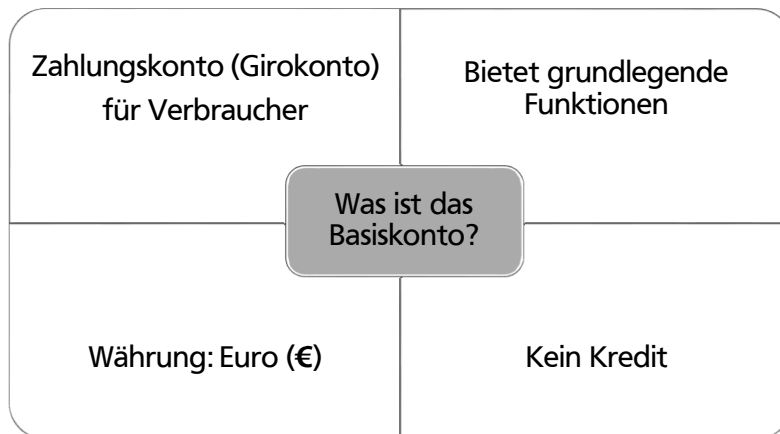 Zahlungskonto (Girokonto)
für Verbraucher
Bietet grundlegende
Funktionen
Was ist das
Basiskonto?
Währung: Euro (€)
Kein Kredit